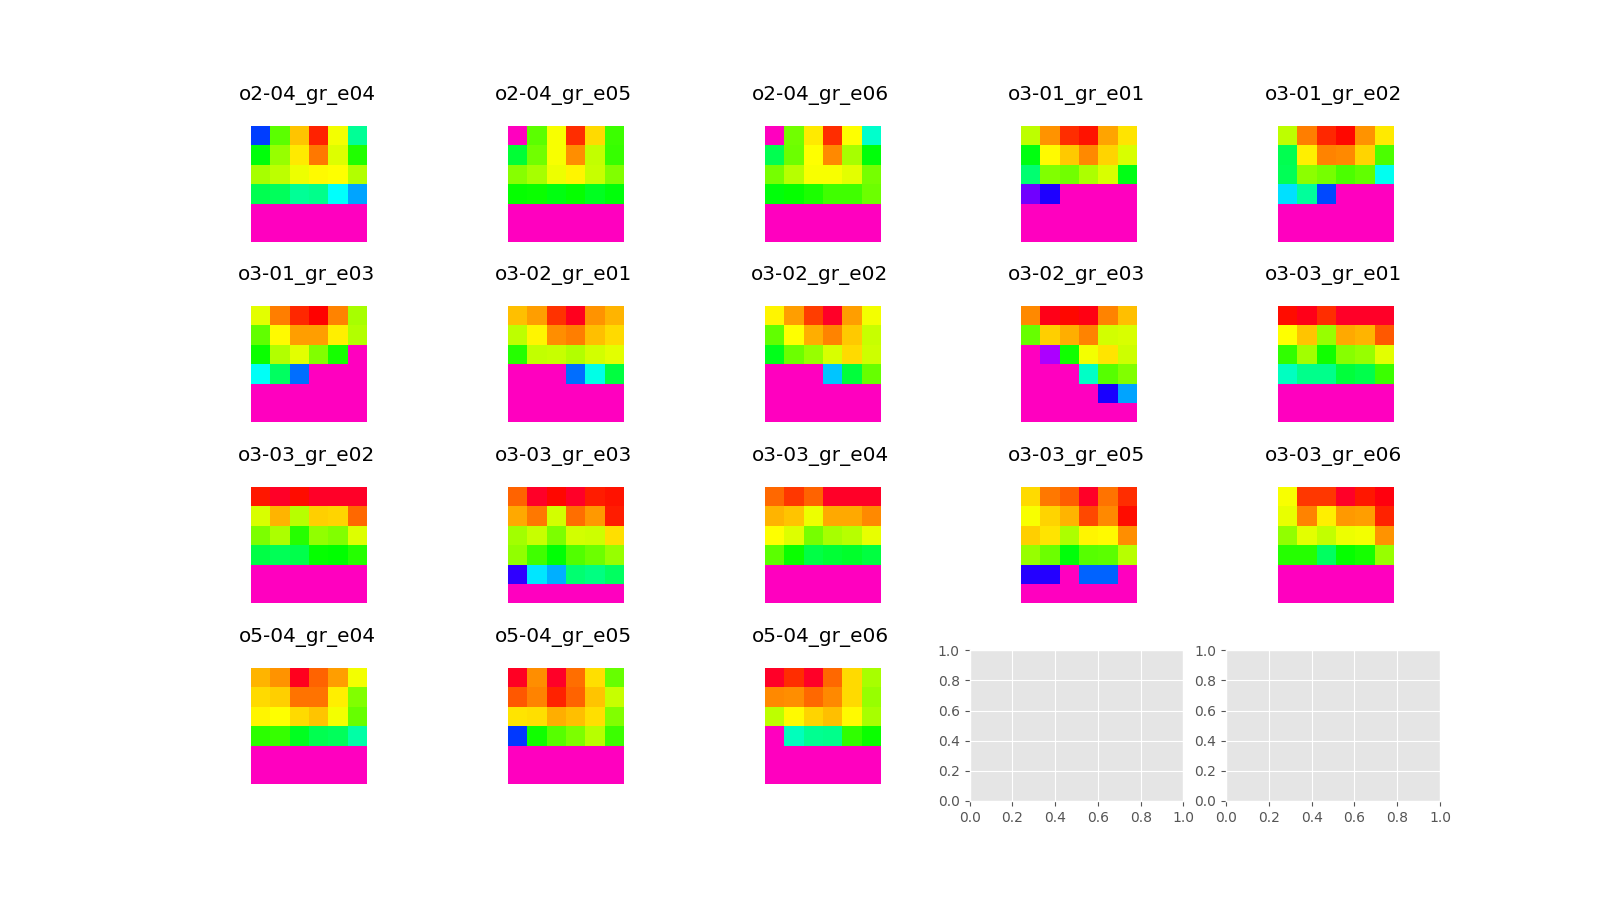 o2-04_gr_e04 o2-04_gr_e05 o2-04_gr_e06 o3-01_gr_e01 o3-01_gr_e02
o3-01_gr_e03 o3-02_gr_e01 o3-02_gr_e02 o3-02_gr_e03 o3-03_gr_e01
o3-03_gr_e02 o3-03_gr_e03 o3-03_gr_e04 o3-03_gr_e05 o3-03_gr_e06
o5-04_gr_e04 o5-04_gr_e05 o5-04_gr_e06
1.0 1.0
0.8 0.8
0.6 0.6
0.4 0.4
0.2 0.2
0.0 0.0
0.0 0.2 0.4 0.6 0.8 1.0 0.0 0.2 0.4 0.6 0.8 1.0